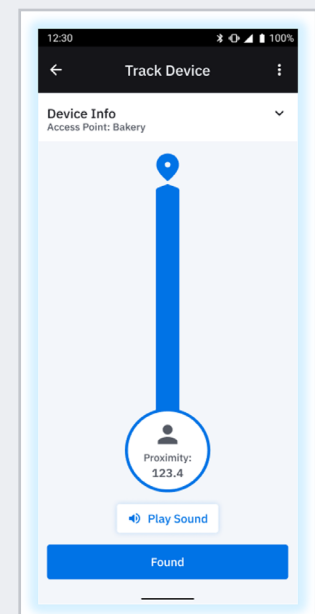 12:30 100%
Track Device
Device Info
Access Point: Bakery
Proximity:
123.4
Play Sound
Found